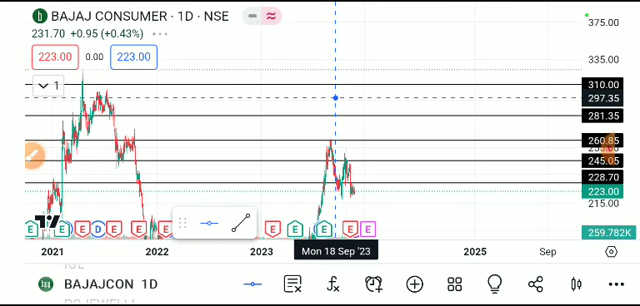 b BAJAJ CONSUMER · 1D · NSE
231.70 +0.95 (+0.43%)
223.00 0.00 223.00
1
375.00
335.00
310.00
297.35
281.35
260.85
245.05
228.70
223.00
215.00
259.782K
E E D E E E E E E E E E
2021 2022 2023 Mon 18 Sep '23 2025 Sep
BAJAJCON 1D